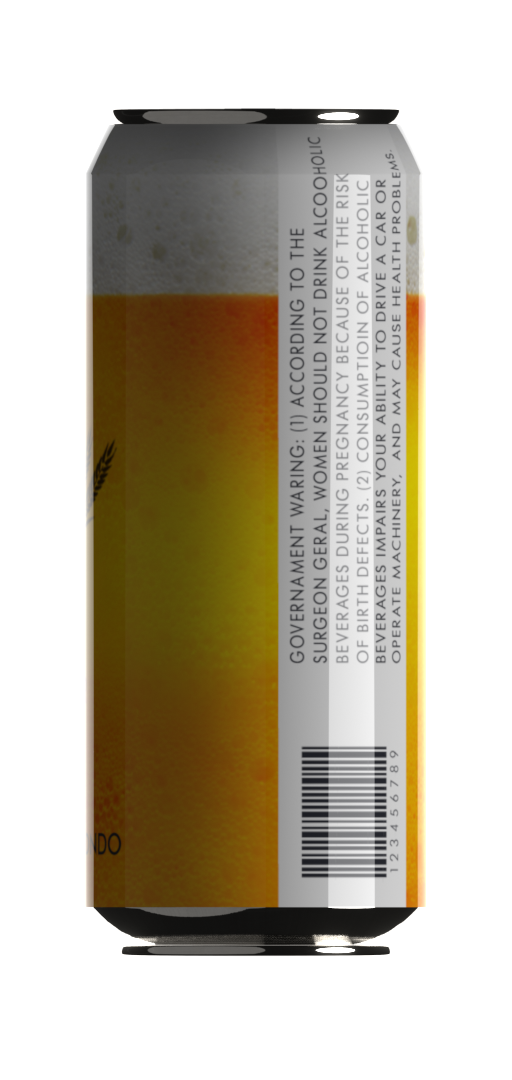 GOVERNAMENT WARING: (1) ACCORDING TO THE
SURGEON GERAL, WOMEN SHOULD NOT DRINK ALCOOHOLIC
BEVERAGES DURING PREGNANCY BECAUSE OF THE RISK
OF BIRTH DEFECTS. (2) CONSUMPTIOIN OF ALCOHOLIC
BEVERAGES IMPAIRS YOUR ABILITY TO DRIVE A CAR OR
OPERATE MACHINERY, AND MAY CAUSE HEALTH PROBLEMS.
123456789
NDO